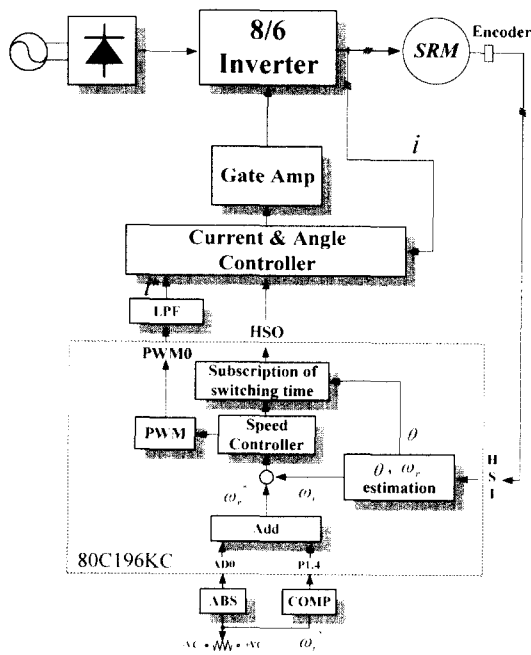 8/6
Inverter
SRM
Encoder
i
Gate Amp
Current & Angle
Controller
LPF
HSO
PWM0
Subscription of
switching time
PWM
Speed
Controller
θ
θ , ω_r
estimation
H
S
I
ω_r*
ω_r
Add
80C196KC
AD0
P1.4
ABS
COMP
ω_r*